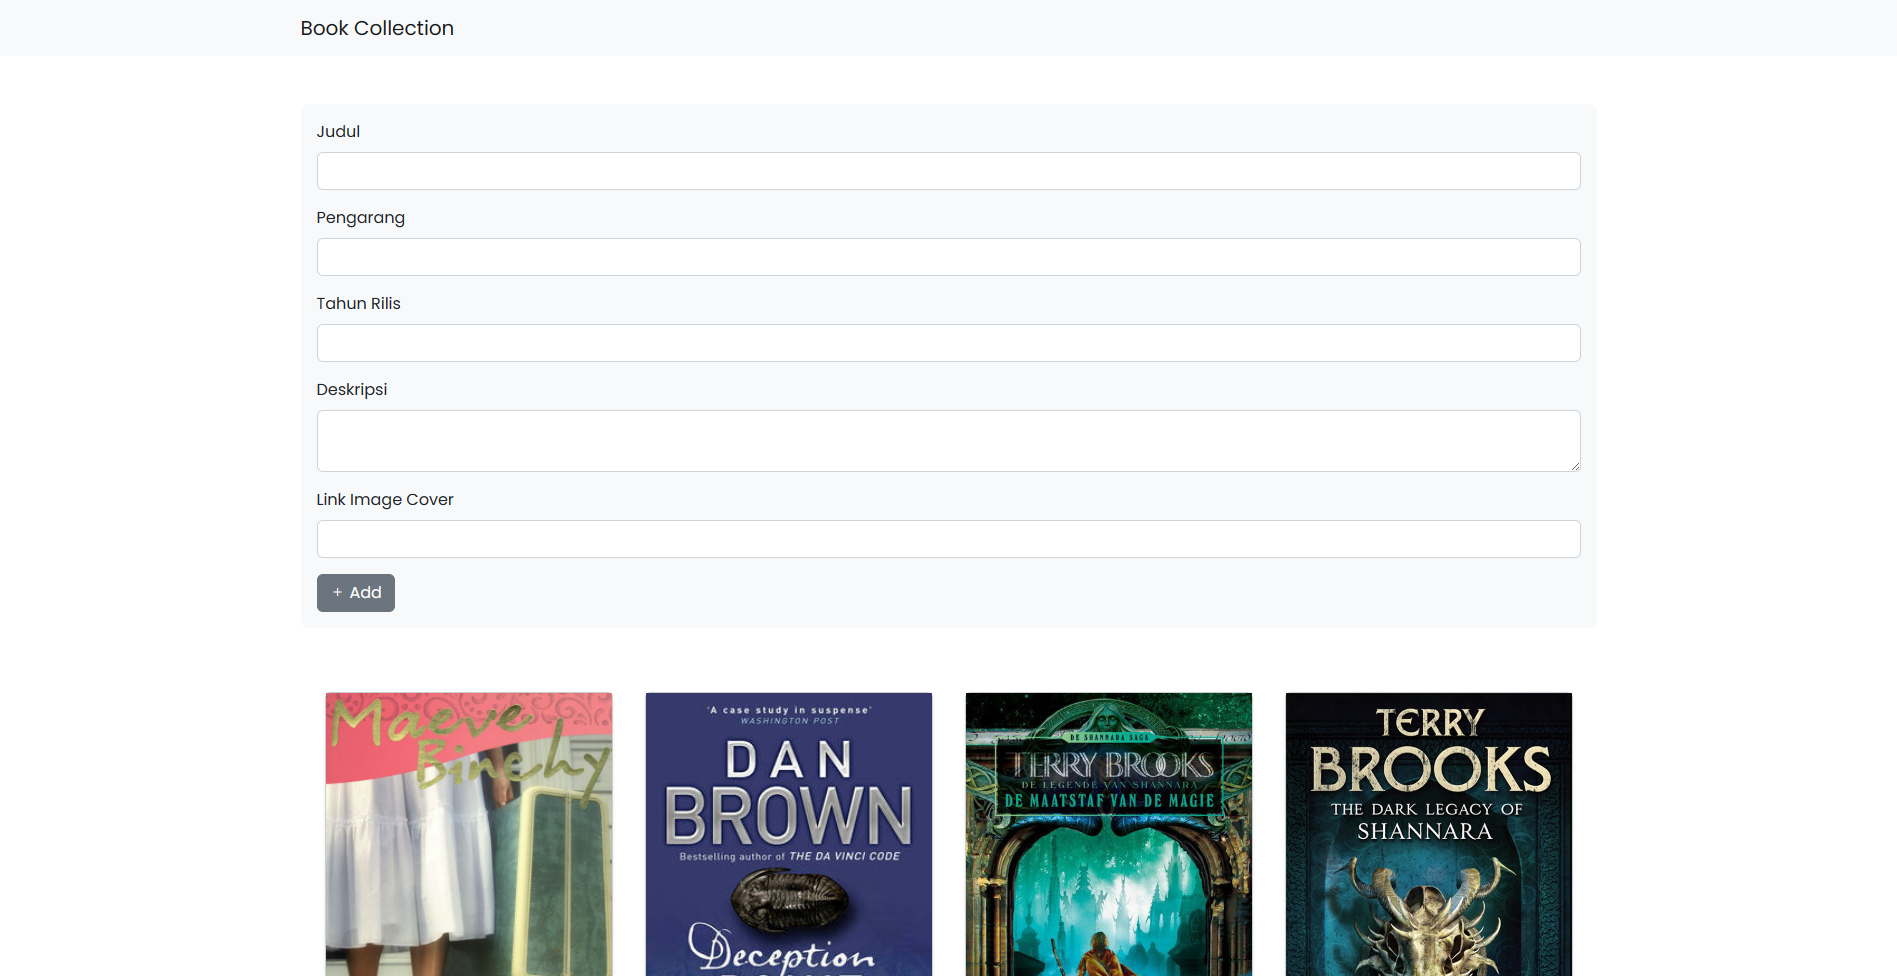 Book Collection
Judul
Pengarang
Tahun Rilis
Deskripsi
Link Image Cover
+ Add
Maeve
Binchy
'A case study in suspense'
WASHINGTON POST
DAN
BROWN
Bestselling author of THE DA VINCI CODE
Deception
DE SHANNARA SAGA
TERRY BROOKS
DE LEGENDE VAN SHANNARA
DE MAATSTAF VAN DE MAGIE
TERRY
BROOKS
THE DARK LEGACY OF
SHANNARA